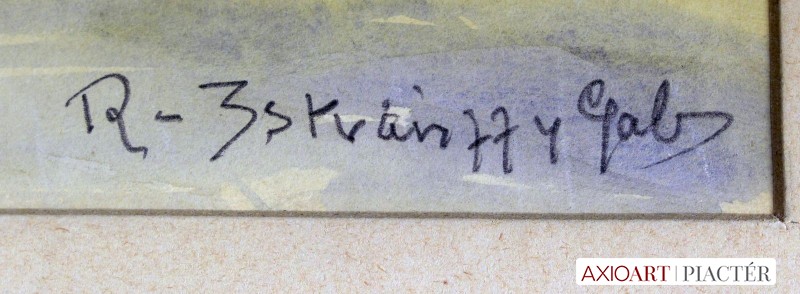 R-Istvánffy Gab
AXIOART | PIACTÉR